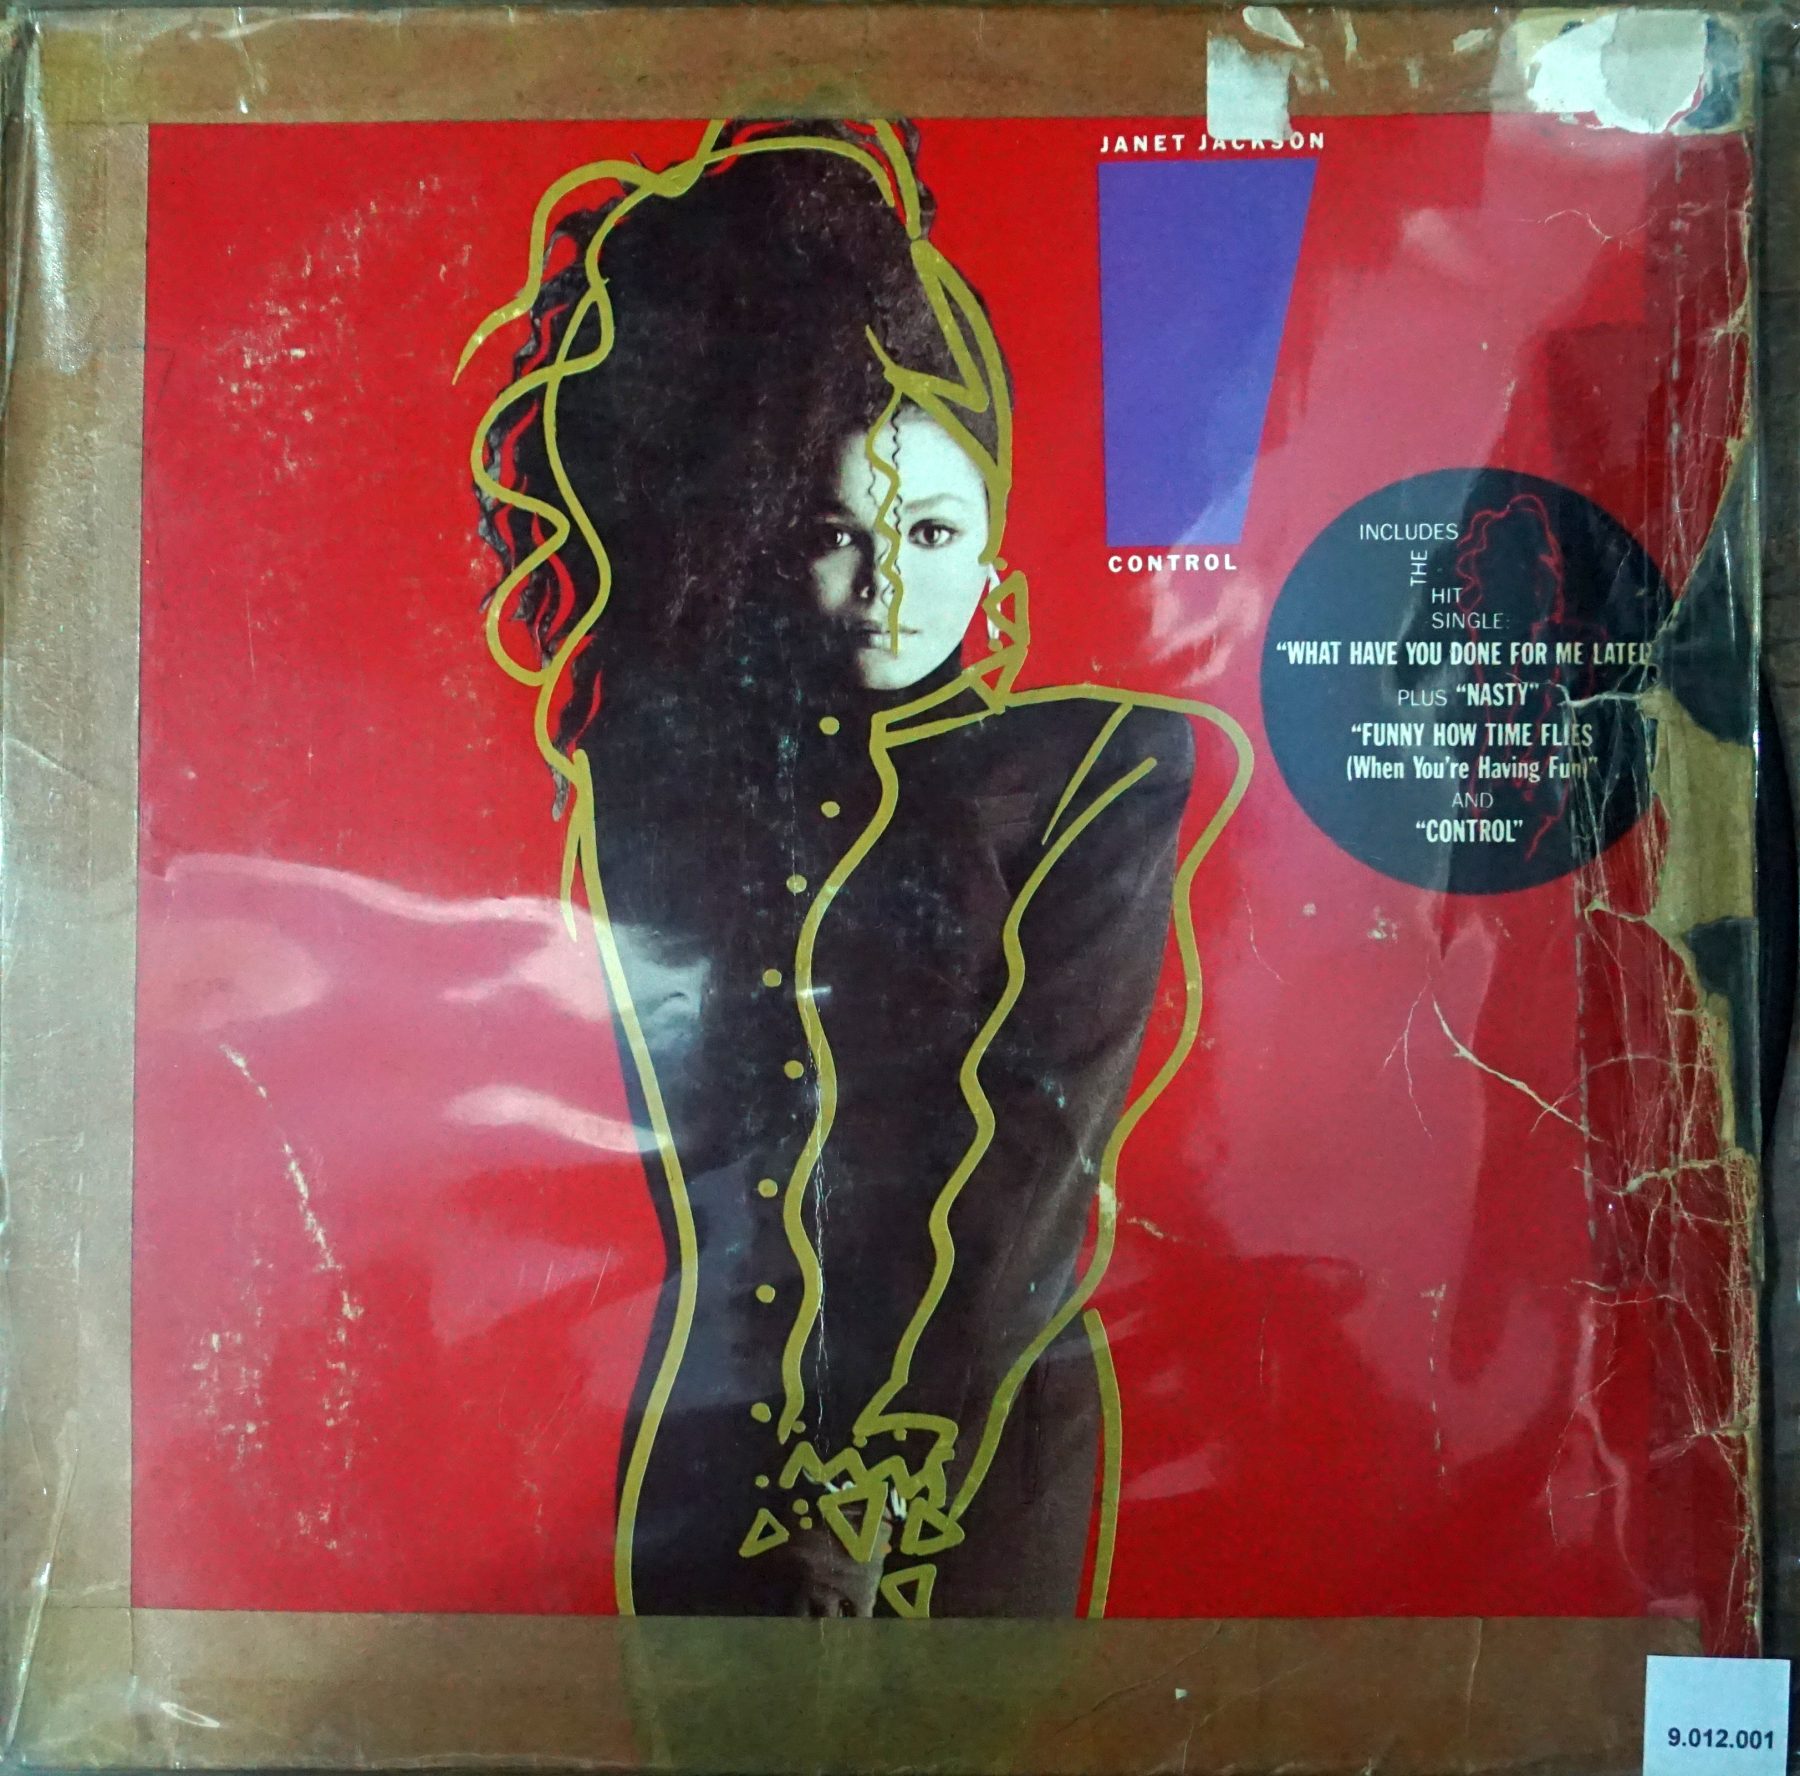 JANET JACKSON
CONTROL
INCLUDES
THE
HIT
SINGLE:
“WHAT HAVE YOU DONE FOR ME LATEL
PLUS “NASTY”
“FUNNY HOW TIME FLIES
(When You're Having Fun)”
AND
“CONTROL”
9.012.001